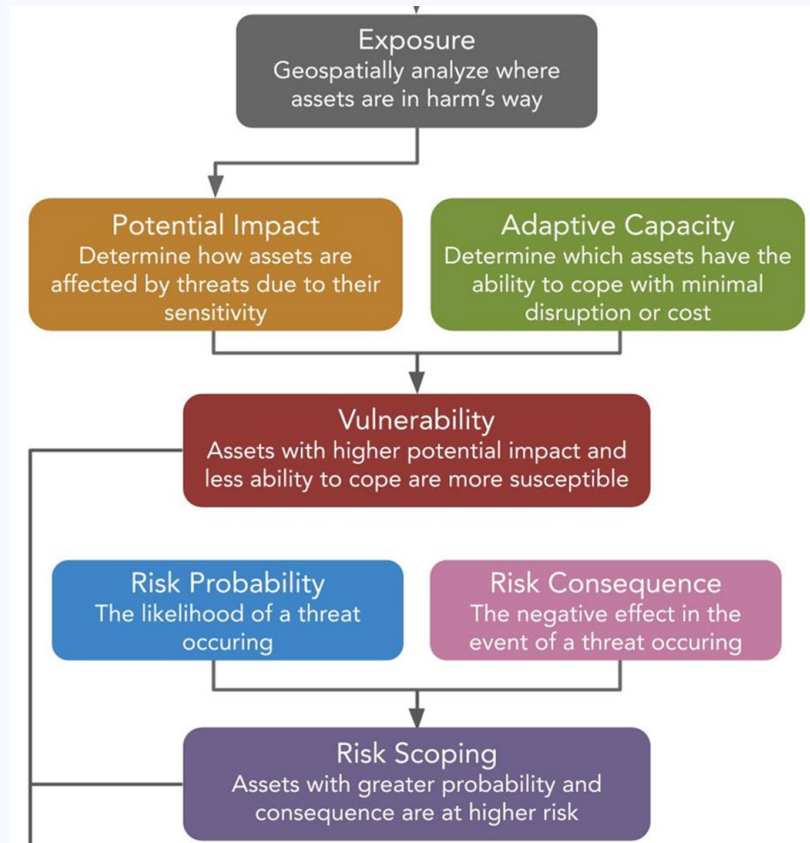 Exposure
Geospatially analyze where
assets are in harm's way
Potential Impact
Determine how assets are
affected by threats due to their
sensitivity
Adaptive Capacity
Determine which assets have the
ability to cope with minimal
disruption or cost
Vulnerability
Assets with higher potential impact and
less ability to cope are more susceptible
Risk Probability
The likelihood of a threat
occuring
Risk Consequence
The negative effect in the
event of a threat occuring
Risk Scoping
Assets with greater probability and
consequence are at higher risk